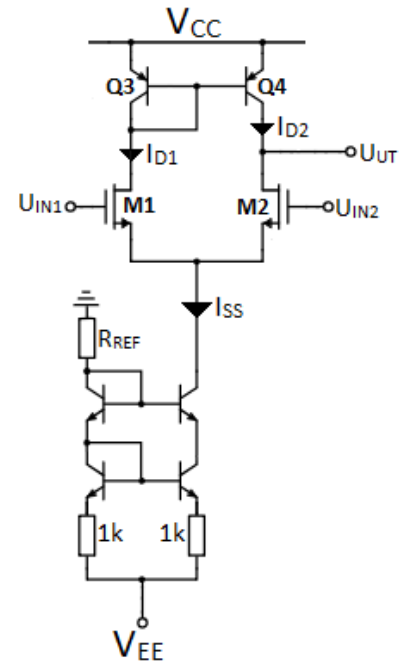 VCC
Q3 Q4
ID1 ID2
UUT
UIN1 M1 M2 UIN2
ISS
RREF
1k 1k
VEE